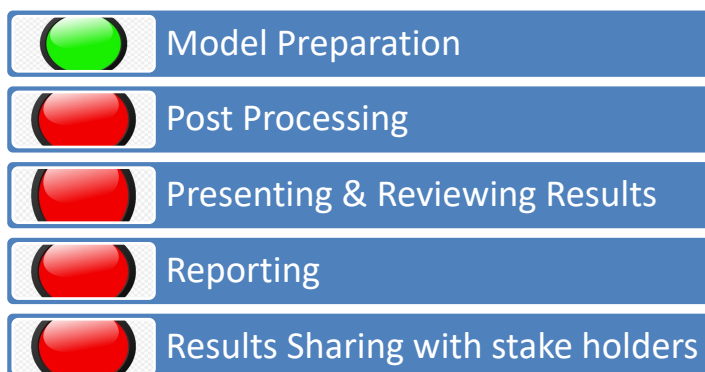 Model Preparation
Post Processing
Presenting & Reviewing Results
Reporting
Results Sharing with stake holders